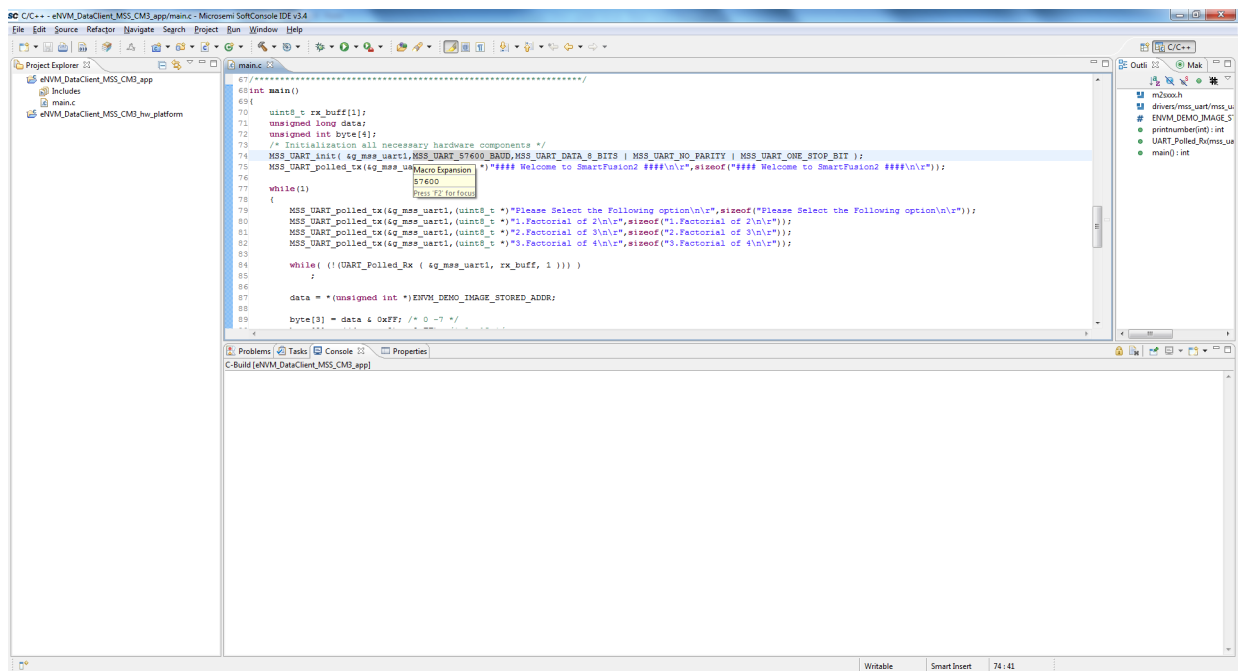 SC C/C++ - eNVM_DataClient_MSS_CM3_app/main.c - Microsemi SoftConsole IDE v3.4
File Edit Source Refactor Navigate Search Project Run Window Help
C/C++
Project Explorer
eNVM_DataClient_MSS_CM3_app
Includes
main.c
eNVM_DataClient_MSS_CM3_hw_platform
main.c
67/****************************************************************/
68int main()
69{
70 uint8_t rx_buff[1];
71 unsigned long data;
72 unsigned int byte[4];
73 /* Initialization all necessary hardware components */
74 MSS_UART_init( &g_mss_uart1,MSS_UART_57600_BAUD,MSS_UART_DATA_8_BITS | MSS_UART_NO_PARITY | MSS_UART_ONE_STOP_BIT );
75 MSS_UART_polled_tx(&g_mss_ua *)"#### Welcome to SmartFusion2 ####\n\r",sizeof("#### Welcome to SmartFusion2 ####\n\r"));
Macro Expansion
76
57600
77 while(1)
Press 'F2' for focus
78 {
79 MSS_UART_polled_tx(&g_mss_uart1,(uint8_t *)"Please Select the Following option\n\r",sizeof("Please Select the Following option\n\r"));
80 MSS_UART_polled_tx(&g_mss_uart1,(uint8_t *)"1.Factorial of 2\n\r",sizeof("1.Factorial of 2\n\r"));
81 MSS_UART_polled_tx(&g_mss_uart1,(uint8_t *)"2.Factorial of 3\n\r",sizeof("2.Factorial of 3\n\r"));
82 MSS_UART_polled_tx(&g_mss_uart1,(uint8_t *)"3.Factorial of 4\n\r",sizeof("3.Factorial of 4\n\r"));
83
84 while( (!(UART_Polled_Rx ( &g_mss_uart1, rx_buff, 1 ))) )
85 ;
86
87 data = *(unsigned int *)ENVM_DEMO_IMAGE_STORED_ADDR;
88
89 byte[3] = data & 0xFF; /* 0 -7 */
Outli Mak
m2sxxx.h
drivers/mss_uart/mss_ua
# ENVM_DEMO_IMAGE_S
printnumber(int) : int
UART_Polled_Rx(mss_ua
main() : int
Problems Tasks Console Properties
C-Build [eNVM_DataClient_MSS_CM3_app]
Writable Smart Insert 74 : 41